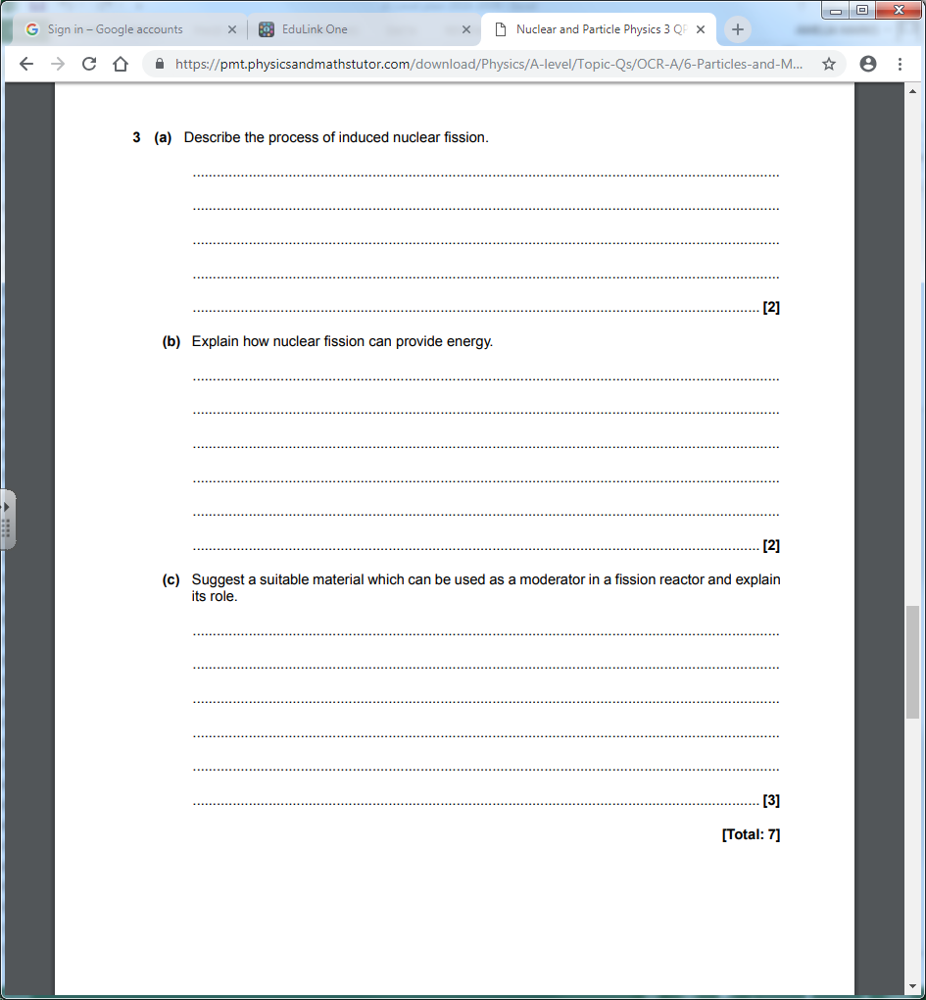 Sign in – Google accounts
EduLink One
Nuclear and Particle Physics 3 QP
https://pmt.physicsandmathstutor.com/download/Physics/A-level/Topic-Qs/OCR-A/6-Particles-and-M...
3 (a) Describe the process of induced nuclear fission.
[2]
(b) Explain how nuclear fission can provide energy.
[2]
(c) Suggest a suitable material which can be used as a moderator in a fission reactor and explain
its role.
[3]
[Total: 7]